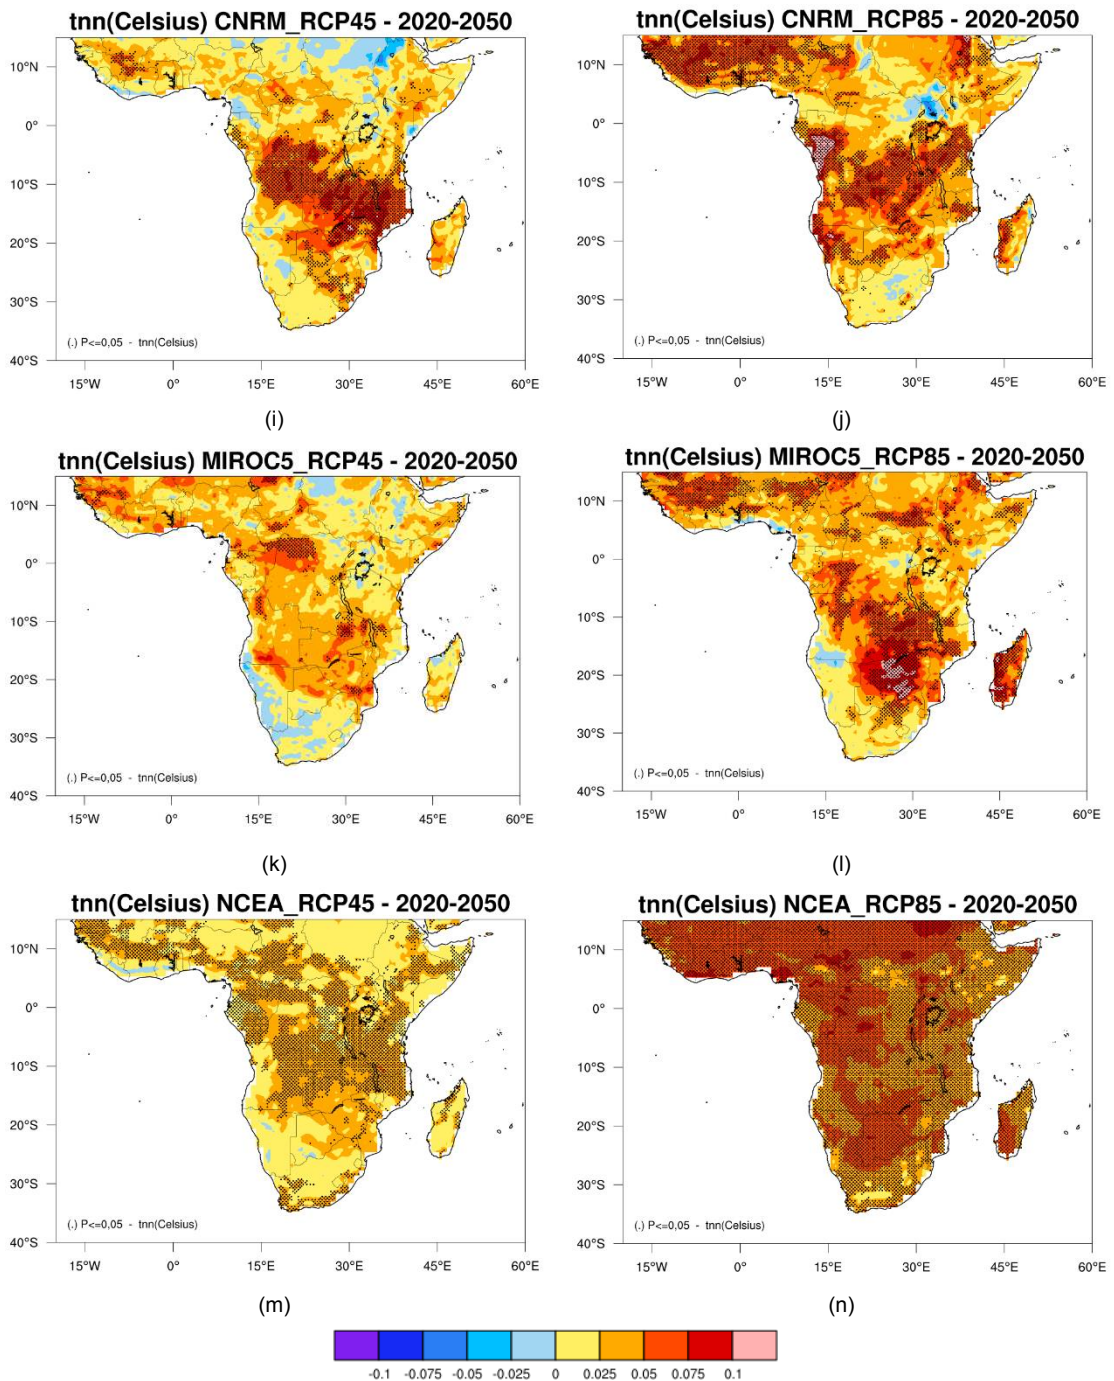 tnn(Celsius) CNRM_RCP45 - 2020-2050
10°N
0°
10°S
20°S
30°S
40°S
(.) P<=0,05 - tnn(Celsius)
15°W 0° 15°E 30°E 45°E 60°E
(i)
tnn(Celsius) CNRM_RCP85 - 2020-2050
10°N
0°
10°S
20°S
30°S
40°S
(.) P<=0,05 - tnn(Celsius)
15°W 0° 15°E 30°E 45°E 60°E
(j)
tnn(Celsius) MIROC5_RCP45 - 2020-2050
10°N
0°
10°S
20°S
30°S
40°S
(.) P<=0,05 - tnn(Celsius)
15°W 0° 15°E 30°E 45°E 60°E
(k)
tnn(Celsius) MIROC5_RCP85 - 2020-2050
10°N
0°
10°S
20°S
30°S
40°S
(.) P<=0,05 - tnn(Celsius)
15°W 0° 15°E 30°E 45°E 60°E
(l)
tnn(Celsius) NCEA_RCP45 - 2020-2050
10°N
0°
10°S
20°S
30°S
40°S
(.) P<=0,05 - tnn(Celsius)
15°W 0° 15°E 30°E 45°E 60°E
(m)
tnn(Celsius) NCEA_RCP85 - 2020-2050
10°N
0°
10°S
20°S
30°S
40°S
(.) P<=0,05 - tnn(Celsius)
15°W 0° 15°E 30°E 45°E 60°E
(n)
-0.1 -0.075 -0.05 -0.025 0 0.025 0.05 0.075 0.1